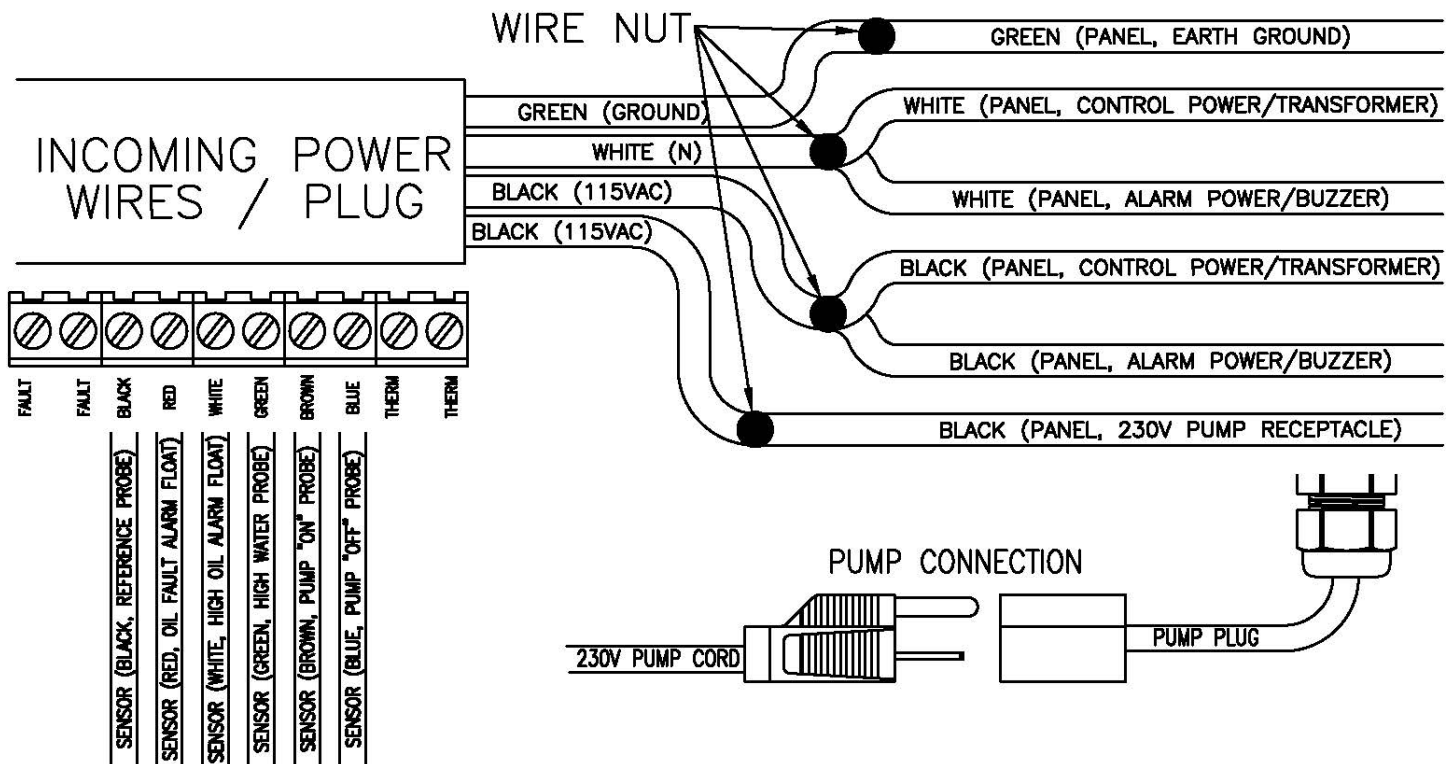 WIRE NUT
GREEN (PANEL, EARTH GROUND)
GREEN (GROUND)
WHITE (PANEL, CONTROL POWER/TRANSFORMER)
INCOMING POWER
WIRES / PLUG
WHITE (N)
BLACK (115VAC)
WHITE (PANEL, ALARM POWER/BUZZER)
BLACK (115VAC)
BLACK (PANEL, CONTROL POWER/TRANSFORMER)
BLACK (PANEL, ALARM POWER/BUZZER)
BLACK (PANEL, 230V PUMP RECEPTACLE)
FAULT
FAULT
BLACK
RED
WHITE
GREEN
BROWN
BLUE
THERM
THERM
SENSOR (BLACK, REFERENCE PROBE)
SENSOR (RED, OIL FAULT ALARM FLOAT)
SENSOR (WHITE, HIGH OIL ALARM FLOAT)
SENSOR (GREEN, HIGH WATER PROBE)
SENSOR (BROWN, PUMP "ON" PROBE)
SENSOR (BLUE, PUMP "OFF" PROBE)
PUMP CONNECTION
230V PUMP CORD
PUMP PLUG